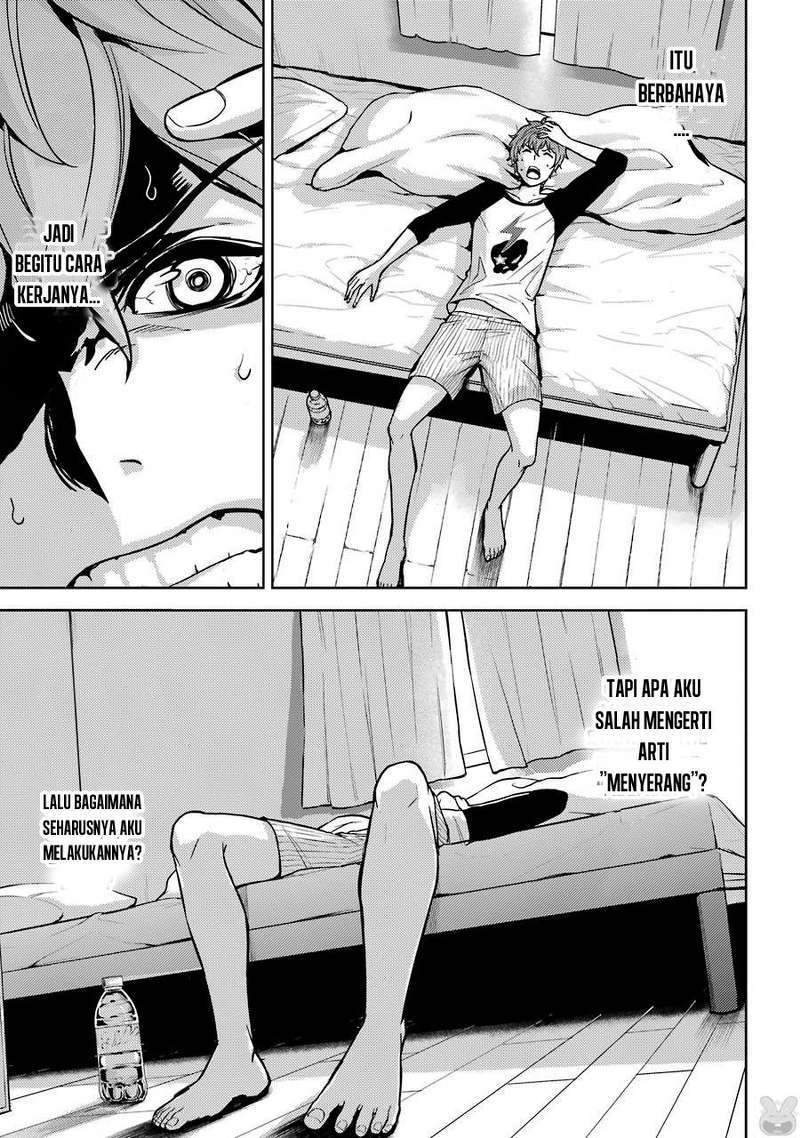 ITU
BERBAHAYA
....
JADI
BEGITU CARA
KERJANYA...
TAPI APA AKU
SALAH MENGERTI
ARTI
"MENYERANG"?
LALU BAGAIMANA
SEHARUSNYA AKU
MELAKUKANNYA?